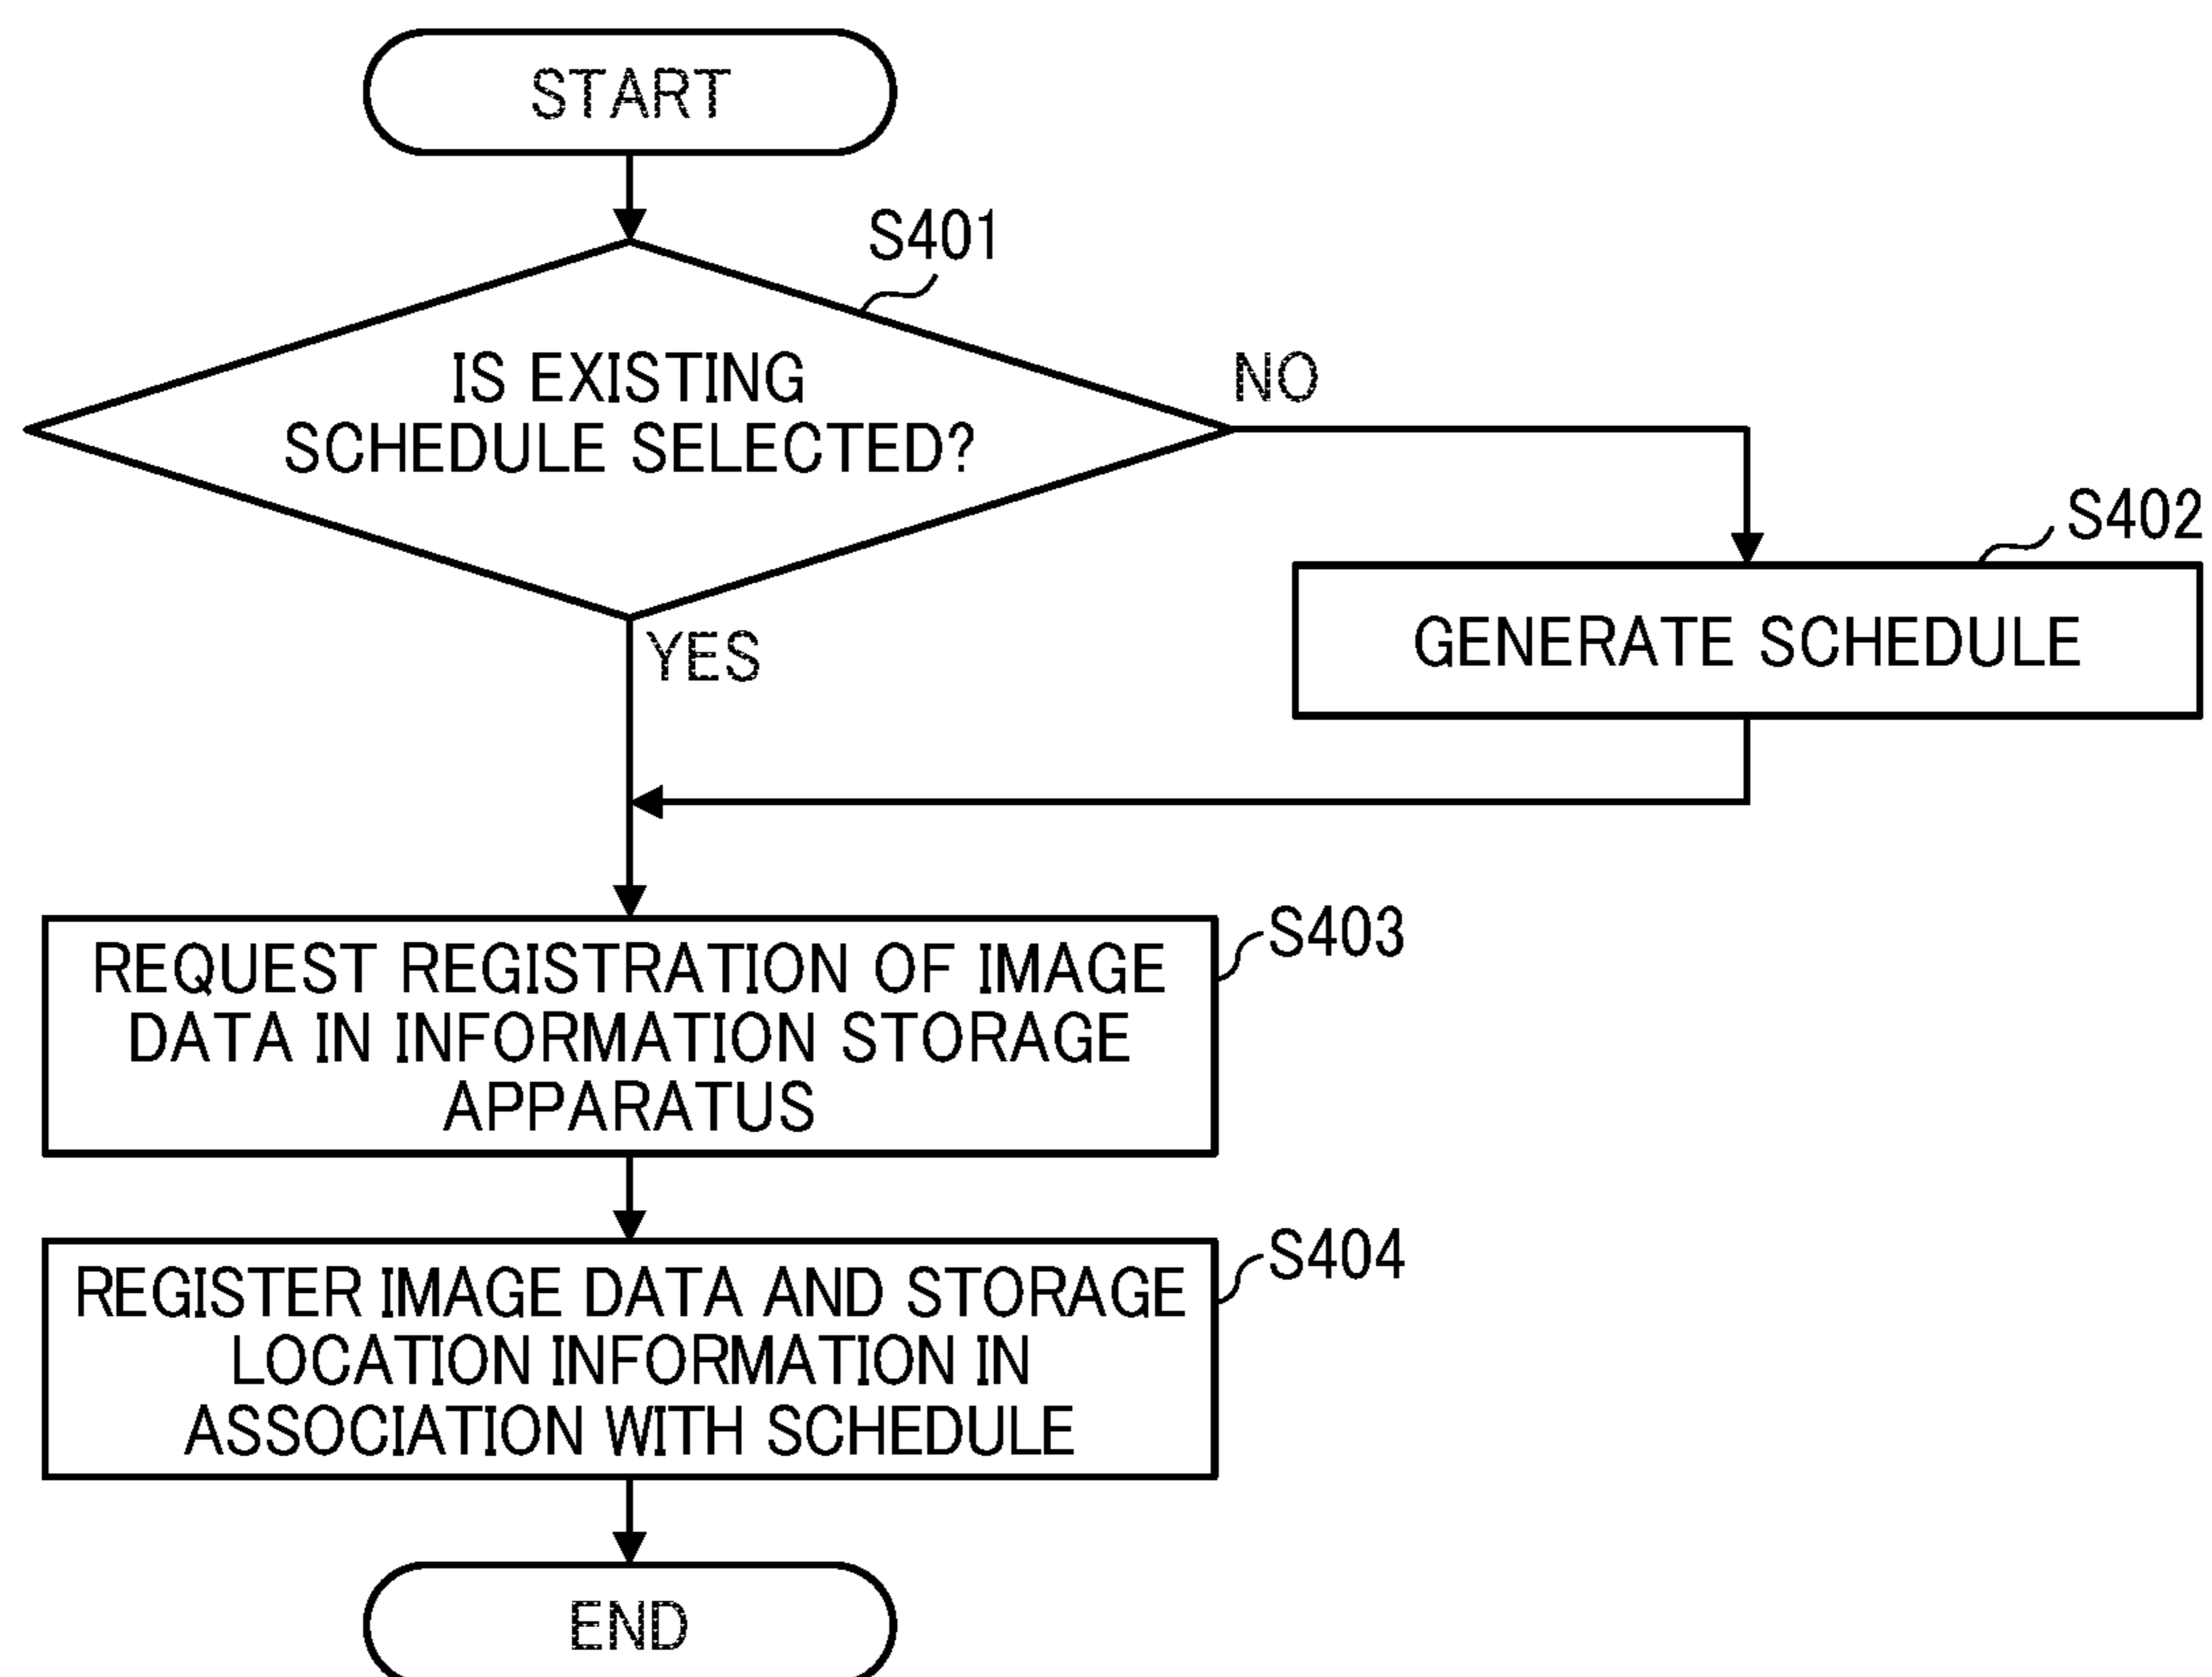 START
S401
IS EXISTING
SCHEDULE SELECTED?
NO
S402
GENERATE SCHEDULE
YES
S403
REQUEST REGISTRATION OF IMAGE
DATA IN INFORMATION STORAGE
APPARATUS
S404
REGISTER IMAGE DATA AND STORAGE
LOCATION INFORMATION IN
ASSOCIATION WITH SCHEDULE
END